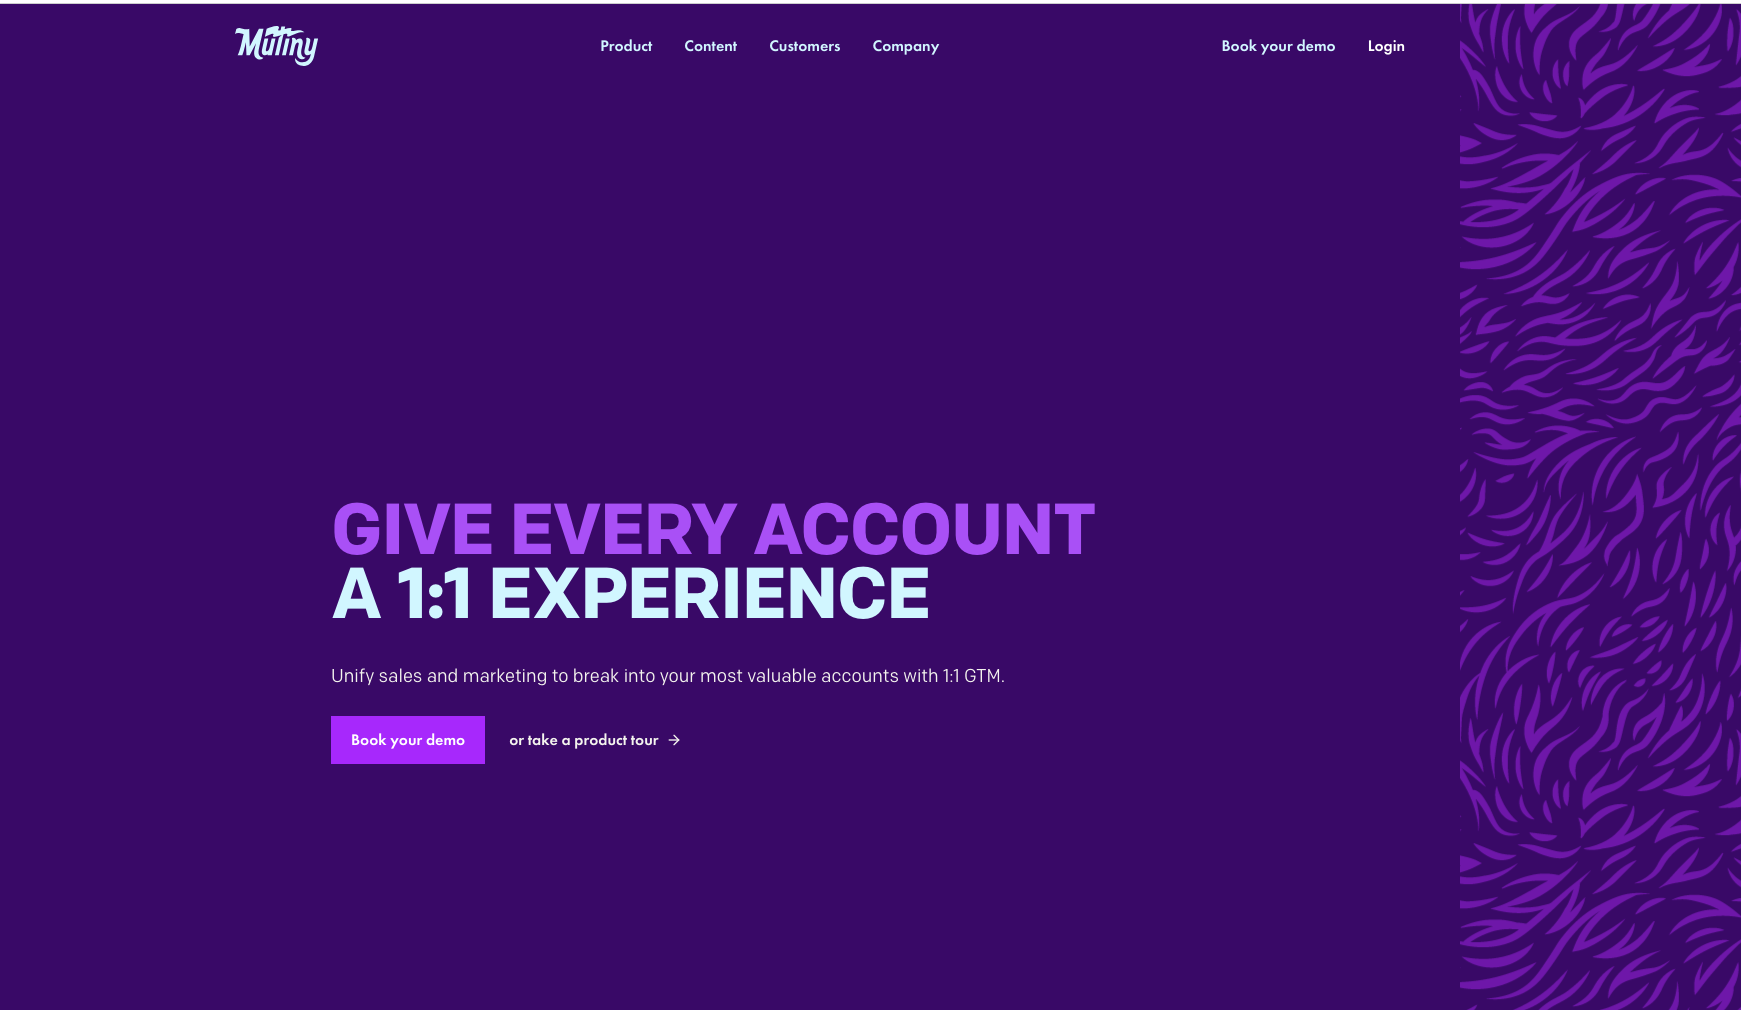 Mutiny
Product Content Customers Company
Book your demo Login
GIVE EVERY ACCOUNT
A 1:1 EXPERIENCE
Unify sales and marketing to break into your most valuable accounts with 1:1 GTM.
Book your demo
or take a product tour →